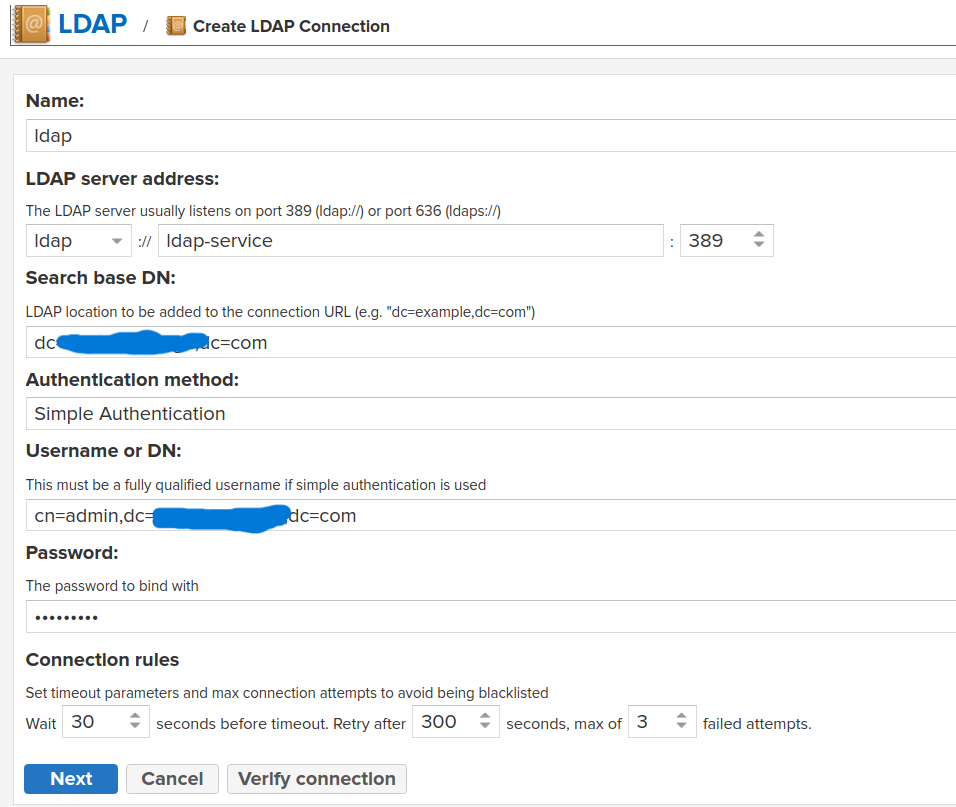 LDAP / Create LDAP Connection
Name:
ldap
LDAP server address:
The LDAP server usually listens on port 389 (ldap://) or port 636 (ldaps://)
ldap :// ldap-service : 389
Search base DN:
LDAP location to be added to the connection URL (e.g. "dc=example,dc=com")
dc= ,dc=com
Authentication method:
Simple Authentication
Username or DN:
This must be a fully qualified username if simple authentication is used
cn=admin,dc= dc=com
Password:
The password to bind with
•••••••••
Connection rules
Set timeout parameters and max connection attempts to avoid being blacklisted
Wait 30 seconds before timeout. Retry after 300 seconds, max of 3 failed attempts.
Next Cancel Verify connection